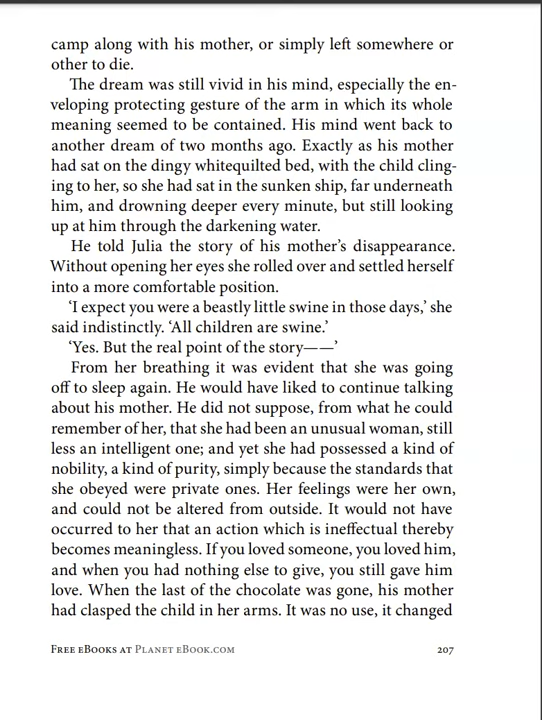 camp along with his mother, or simply left somewhere or
other to die.
The dream was still vivid in his mind, especially the en-
veloping protecting gesture of the arm in which its whole
meaning seemed to be contained. His mind went back to
another dream of two months ago. Exactly as his mother
had sat on the dingy whitequilted bed, with the child cling-
ing to her, so she had sat in the sunken ship, far underneath
him, and drowning deeper every minute, but still looking
up at him through the darkening water.
He told Julia the story of his mother’s disappearance.
Without opening her eyes she rolled over and settled herself
into a more comfortable position.
‘I expect you were a beastly little swine in those days,’ she
said indistinctly. ‘All children are swine.’
‘Yes. But the real point of the story——’
From her breathing it was evident that she was going
off to sleep again. He would have liked to continue talking
about his mother. He did not suppose, from what he could
remember of her, that she had been an unusual woman, still
less an intelligent one; and yet she had possessed a kind of
nobility, a kind of purity, simply because the standards that
she obeyed were private ones. Her feelings were her own,
and could not be altered from outside. It would not have
occurred to her that an action which is ineffectual thereby
becomes meaningless. If you loved someone, you loved him,
and when you had nothing else to give, you still gave him
love. When the last of the chocolate was gone, his mother
had clasped the child in her arms. It was no use, it changed
Free eBooks at Planet eBook.com 207